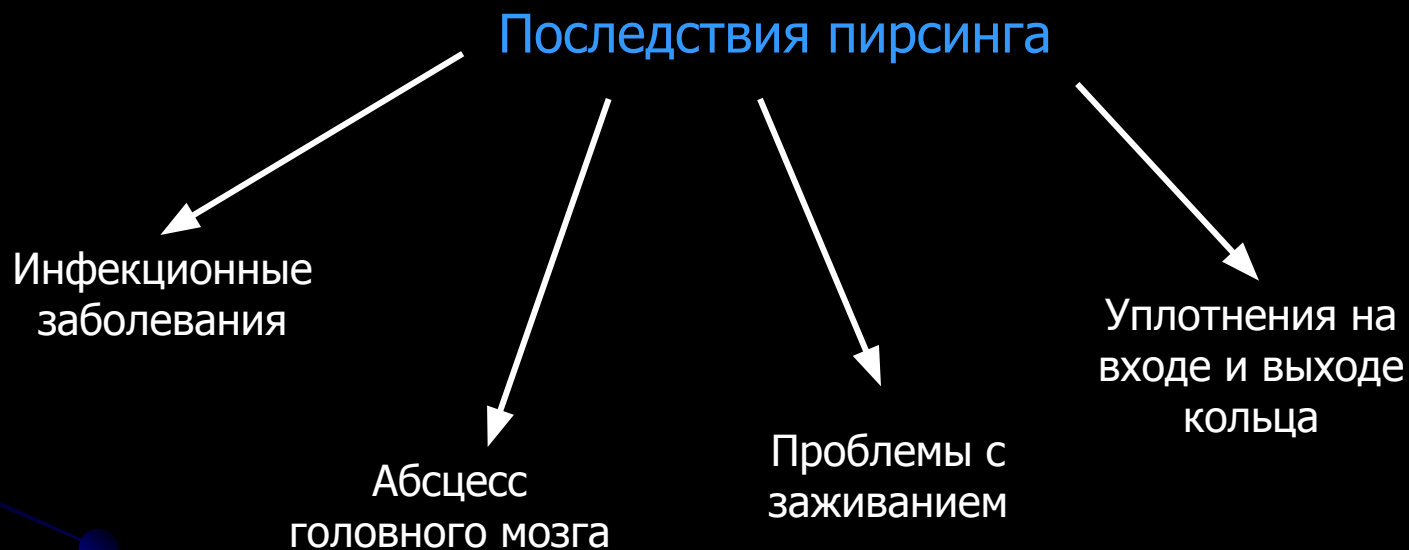 Последствия пирсинга
Инфекционные
заболевания
Абсцесс
головного мозга
Проблемы с
заживанием
Уплотнения на
входе и выходе
кольца